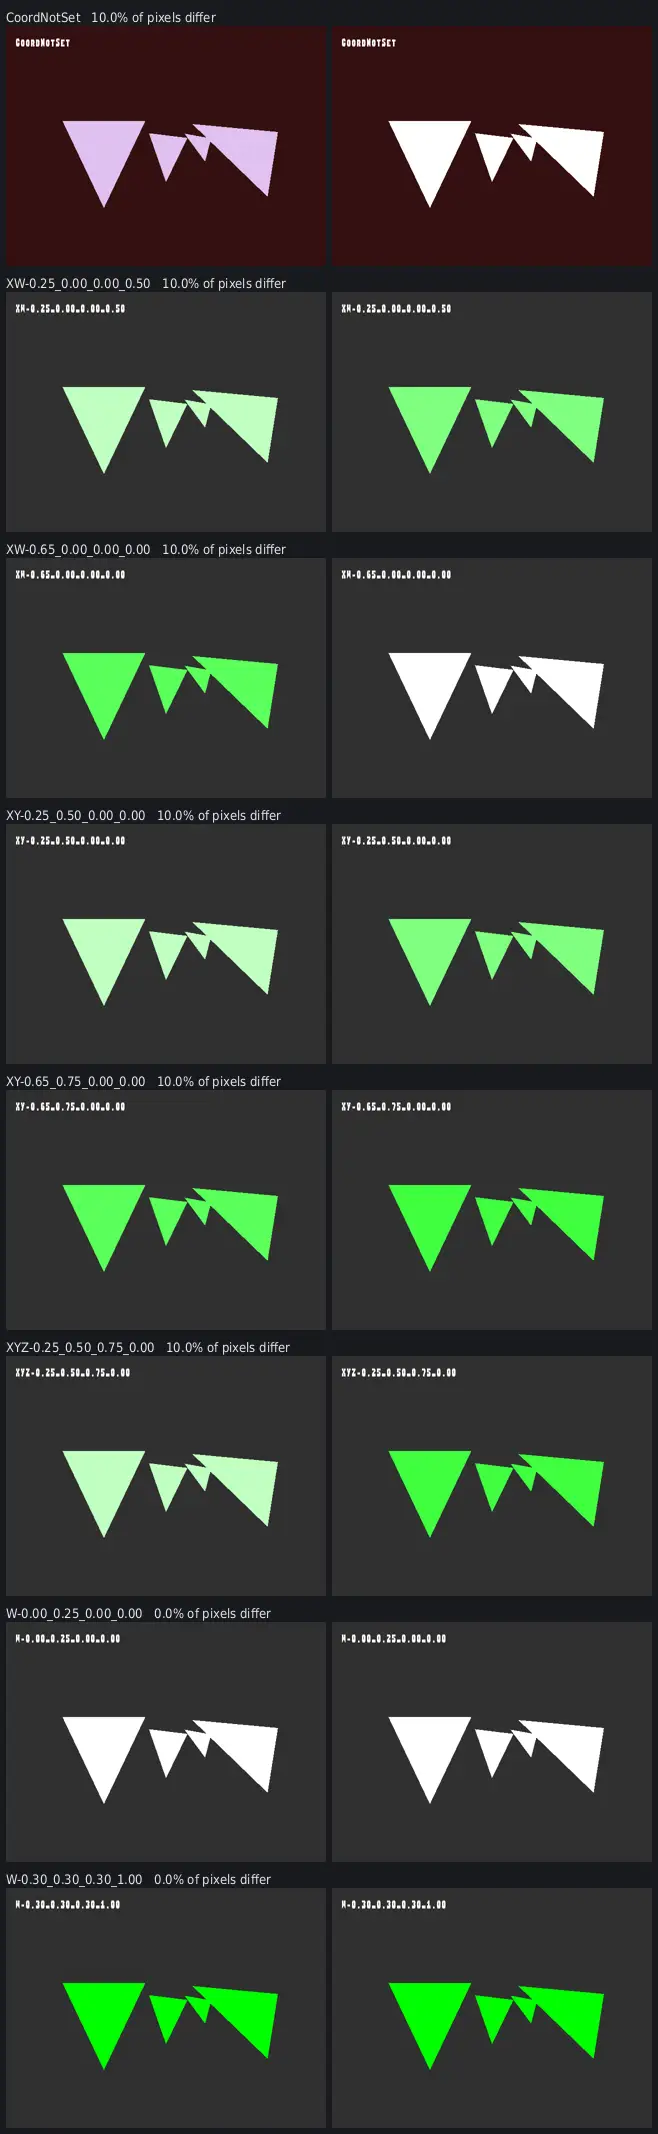 CoordNotSet 10.0% of pixels differ
CoordNotSet CoordNotSet
XW-0.25_0.00_0.00_0.50 10.0% of pixels differ
XW-0.25_0.00_0.00_0.50 XW-0.25_0.00_0.00_0.50
XW-0.65_0.00_0.00_0.00 10.0% of pixels differ
XW-0.65_0.00_0.00_0.00 XW-0.65_0.00_0.00_0.00
XY-0.25_0.50_0.00_0.00 10.0% of pixels differ
XY-0.25_0.50_0.00_0.00 XY-0.25_0.50_0.00_0.00
XY-0.65_0.75_0.00_0.00 10.0% of pixels differ
XY-0.65_0.75_0.00_0.00 XY-0.65_0.75_0.00_0.00
XYZ-0.25_0.50_0.75_0.00 10.0% of pixels differ
XYZ-0.25_0.50_0.75_0.00 XYZ-0.25_0.50_0.75_0.00
W-0.00_0.25_0.00_0.00 0.0% of pixels differ
W-0.00_0.25_0.00_0.00 W-0.00_0.25_0.00_0.00
W-0.30_0.30_0.30_1.00 0.0% of pixels differ
W-0.30_0.30_0.30_1.00 W-0.30_0.30_0.30_1.00